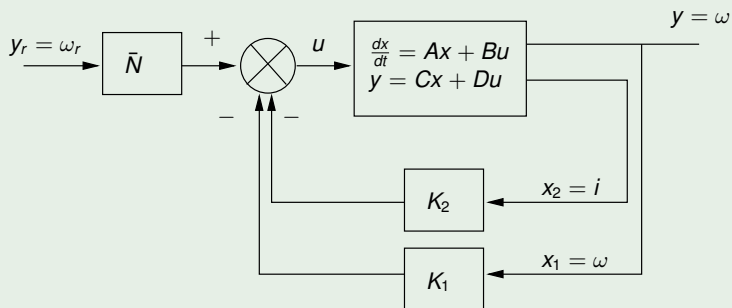 y = ω
y_r = ω_r
N̄
+
u
dx/dt = Ax + Bu
y = Cx + Du
−
−
K_2
x_2 = i
K_1
x_1 = ω